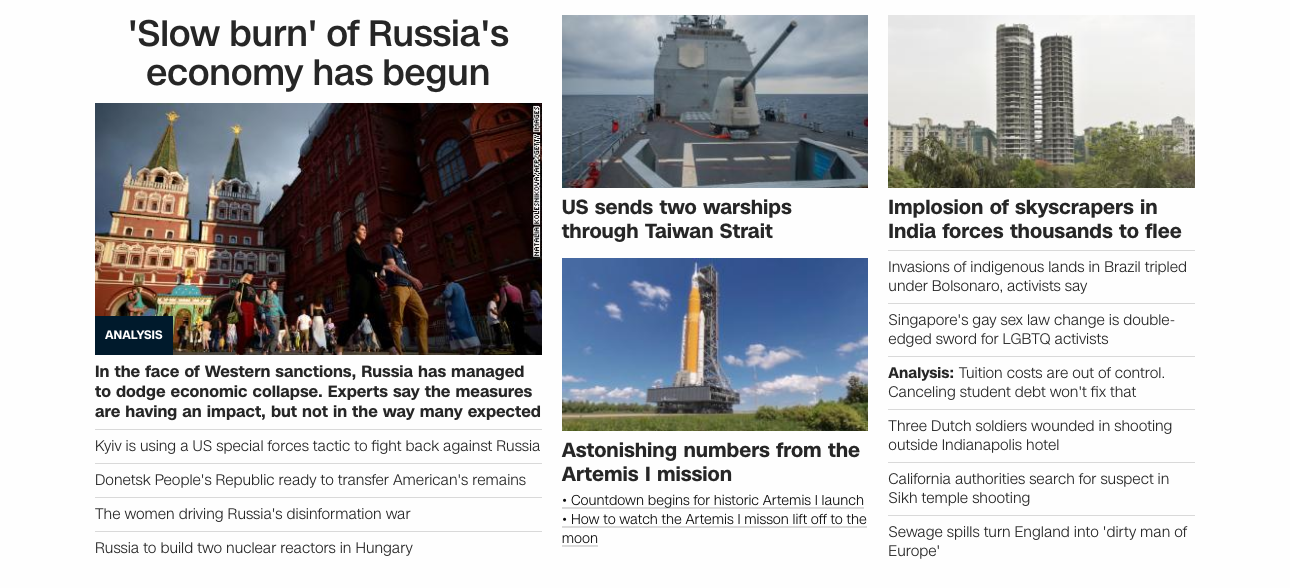 'Slow burn' of Russia's
economy has begun
NATALIA KOLESNIKOVA/AFP/GETTY IMAGES
ANALYSIS
In the face of Western sanctions, Russia has managed
to dodge economic collapse. Experts say the measures
are having an impact, but not in the way many expected
Kyiv is using a US special forces tactic to fight back against Russia
Donetsk People's Republic ready to transfer American's remains
The women driving Russia's disinformation war
Russia to build two nuclear reactors in Hungary
US sends two warships
through Taiwan Strait
Astonishing numbers from the
Artemis I mission
• Countdown begins for historic Artemis I launch
• How to watch the Artemis I misson lift off to the
moon
Implosion of skyscrapers in
India forces thousands to flee
Invasions of indigenous lands in Brazil tripled
under Bolsonaro, activists say
Singapore's gay sex law change is double-
edged sword for LGBTQ activists
Analysis: Tuition costs are out of control.
Canceling student debt won't fix that
Three Dutch soldiers wounded in shooting
outside Indianapolis hotel
California authorities search for suspect in
Sikh temple shooting
Sewage spills turn England into 'dirty man of
Europe'